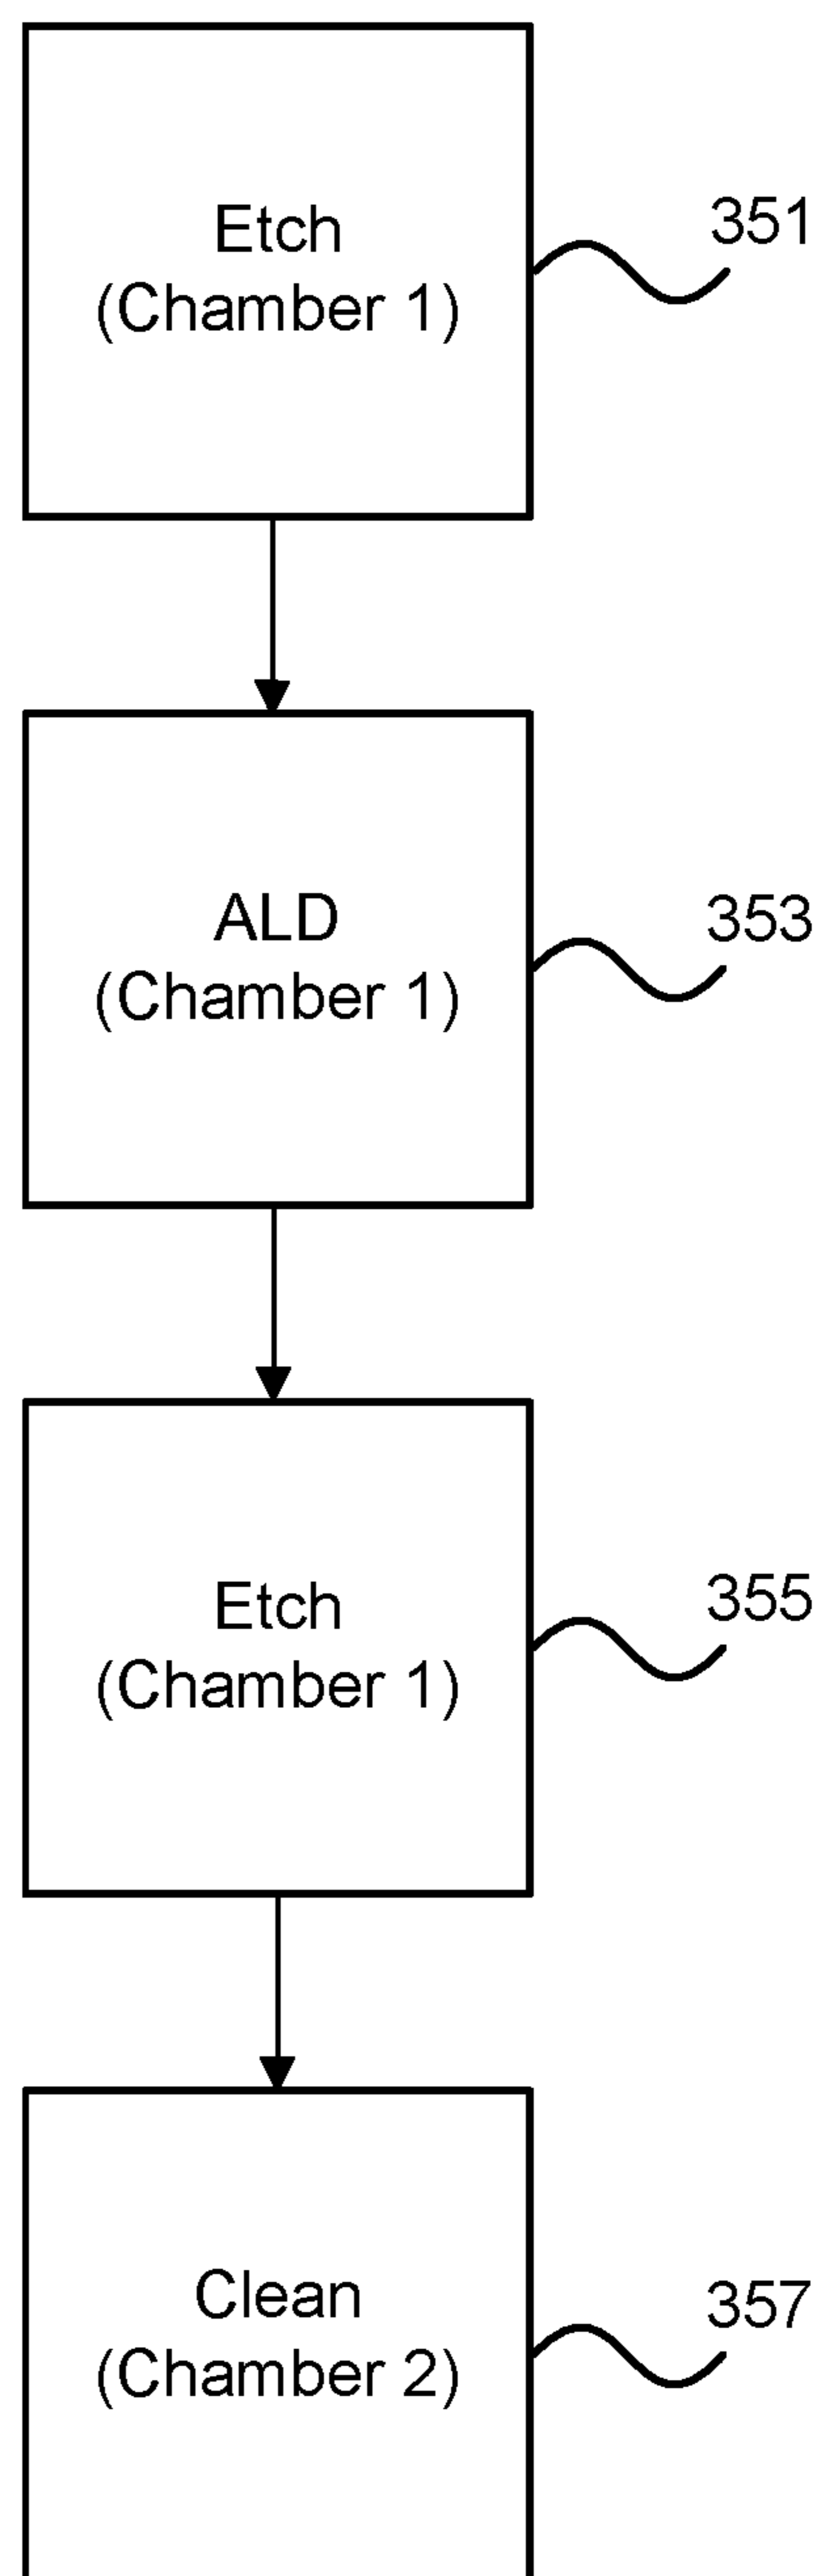 Etch
(Chamber 1)
351
ALD
(Chamber 1)
353
Etch
(Chamber 1)
355
Clean
(Chamber 2)
357